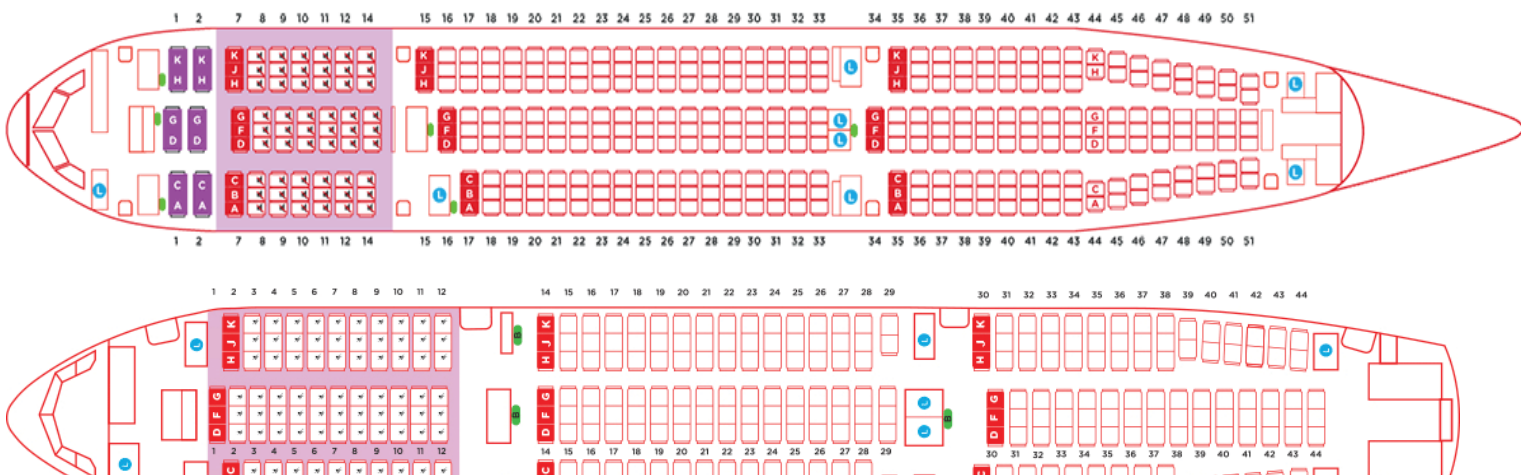 1 2 7 8 9 10 11 12 14 15 16 17 18 19 20 21 22 23 24 25 26 27 28 29 30 31 32 33 34 35 36 37 38 39 40 41 42 43 44 45 46 47 48 49 50 51
K K K K K K
J J J H
H H H H H
L L
G G G G G G
L
F F F F
D D D D D D
L
C C C C C C
L B B B A L
L
A A A A A L
1 2 7 8 9 10 11 12 14 15 16 17 18 19 20 21 22 23 24 25 26 27 28 29 30 31 32 33 34 35 36 37 38 39 40 41 42 43 44 45 46 47 48 49 50 51
1 2 3 4 5 6 7 8 9 10 11 12 14 15 16 17 18 19 20 21 22 23 24 25 26 27 28 29 30 31 32 33 34 35 36 37 38 39 40 41 42 43 44
K K K
L J B J L J L
H H H
G G L G
F B F B F
D D L D
1 2 3 4 5 6 7 8 9 10 11 12 14 15 16 17 18 19 20 21 22 23 24 25 26 27 28 29 30 31 32 33 34 35 36 37 38 39 40 41 42 43 44
L C C